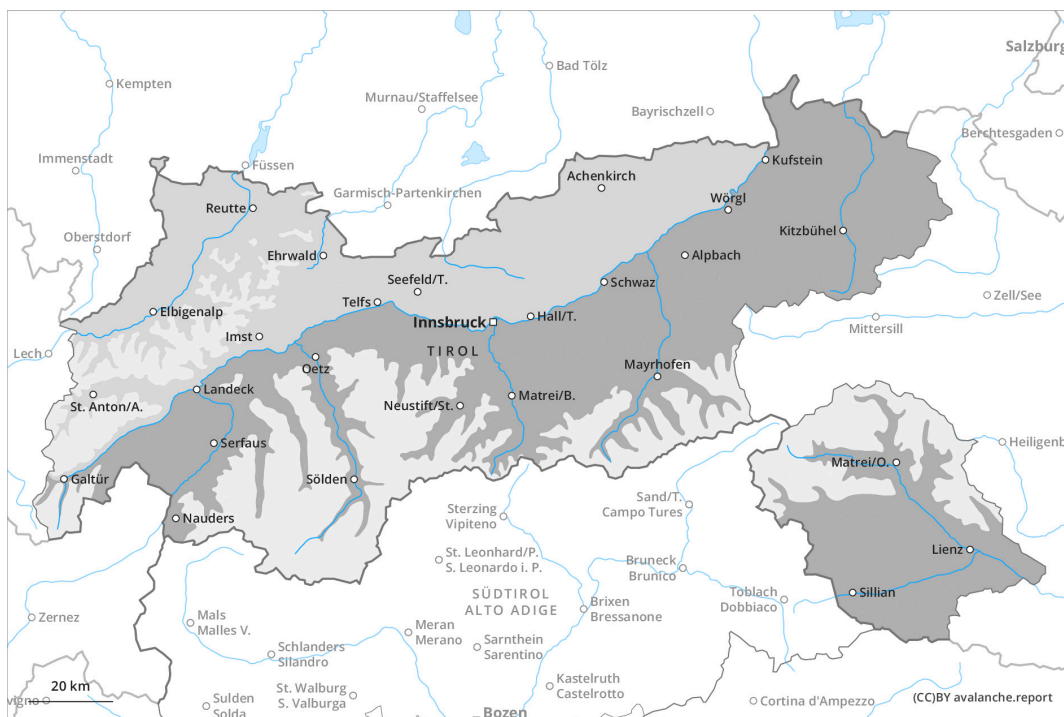 Salzburg
Kempten
Bad Tölz
Murnau/Staffelsee
Bayrischzell
Berchtesgaden
Immenstadt
Füssen
Kufstein
Achenkirch
Garmisch-Partenkirchen
Reutte
Wörgl
Oberstdorf
Kitzbühel
Ehrwald
Alpbach
Seefeld/T.
Schwaz
Zell/See
Telfs
Elbigenalp
Hall/T.
Innsbruck
Mittersill
Imst
Lech
TIROL
Oetz
Mayrhofen
Landeck
St. Anton/A.
Neustift/St.
Matrei/B.
Serfaus
Heiligenb
Matrei/O.
Galtür
Sölden
Sand/T.
Campo Tures
Sterzing
Vipiteno
Nauders
Lienz
St. Leonhard/P.
S. Leonardo i. P.
Bruneck
Brunico
SÜDTIROL
ALTO ADIGE
Toblach
Dobbiaco
Sillian
Brixen
Bressanone
Zernez
Mals
Malles V.
Meran
Merano
Sarnthein
Sarentino
Schlanders
Silandro
Kastelruth
Castelrotto
20 km
St. Walburg
S. Valburga
vigno
Sulden
Solda
Cortina d'Ampezzo
(CC)BY avalanche.report
Bozen